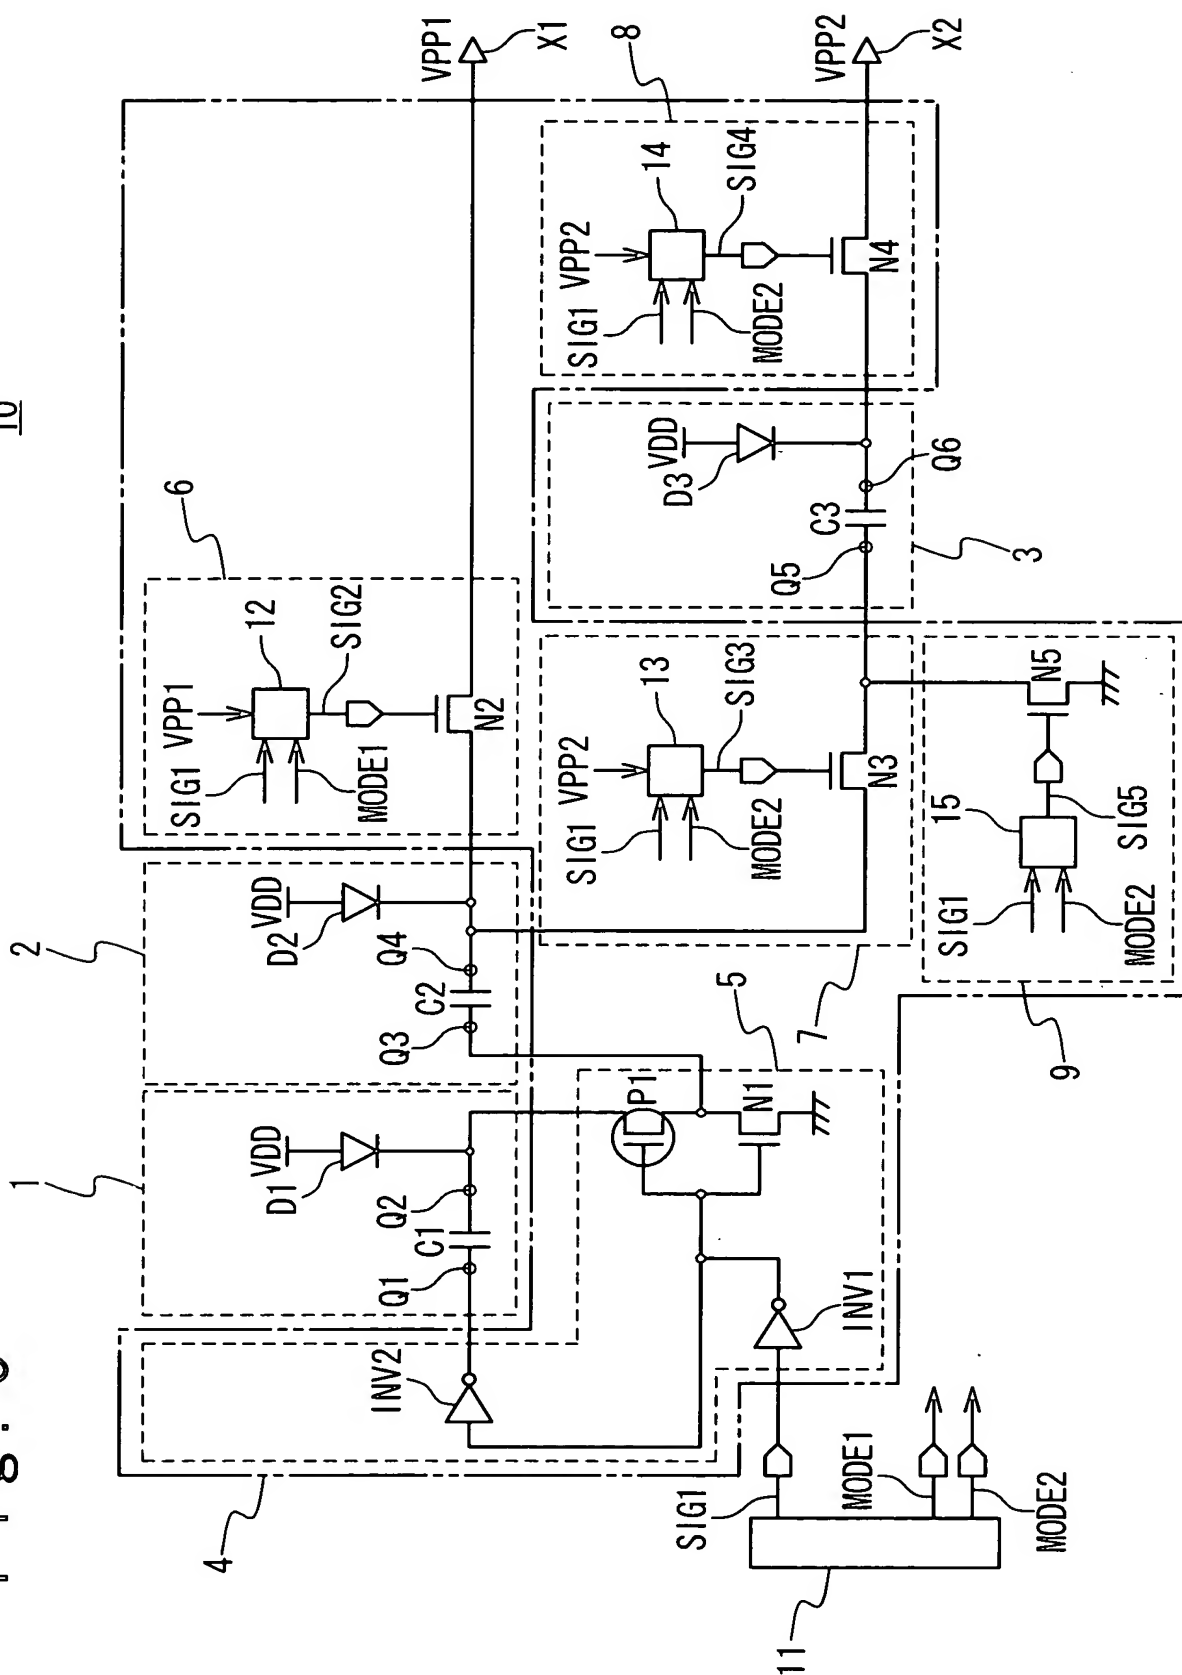 Fig.
10
1
2
6
VPP1
SIG1
4
12
VDD
VDD
D1
D2
SIG2
MODE1
INV2
Q1
Q2
Q3
Q4
C1
C2
VPP1
N2
X1
VPP2
VPP2
SIG1
SIG1
8
P1
13
14
VDD
D3
SIG1
5
SIG3
SIG4
N1
MODE2
MODE2
Q5
11
7
C3
VPP2
MODE1
INV1
N3
N4
SIG1
15
Q6
X2
3
MODE2
9
N5
MODE2
SIG5